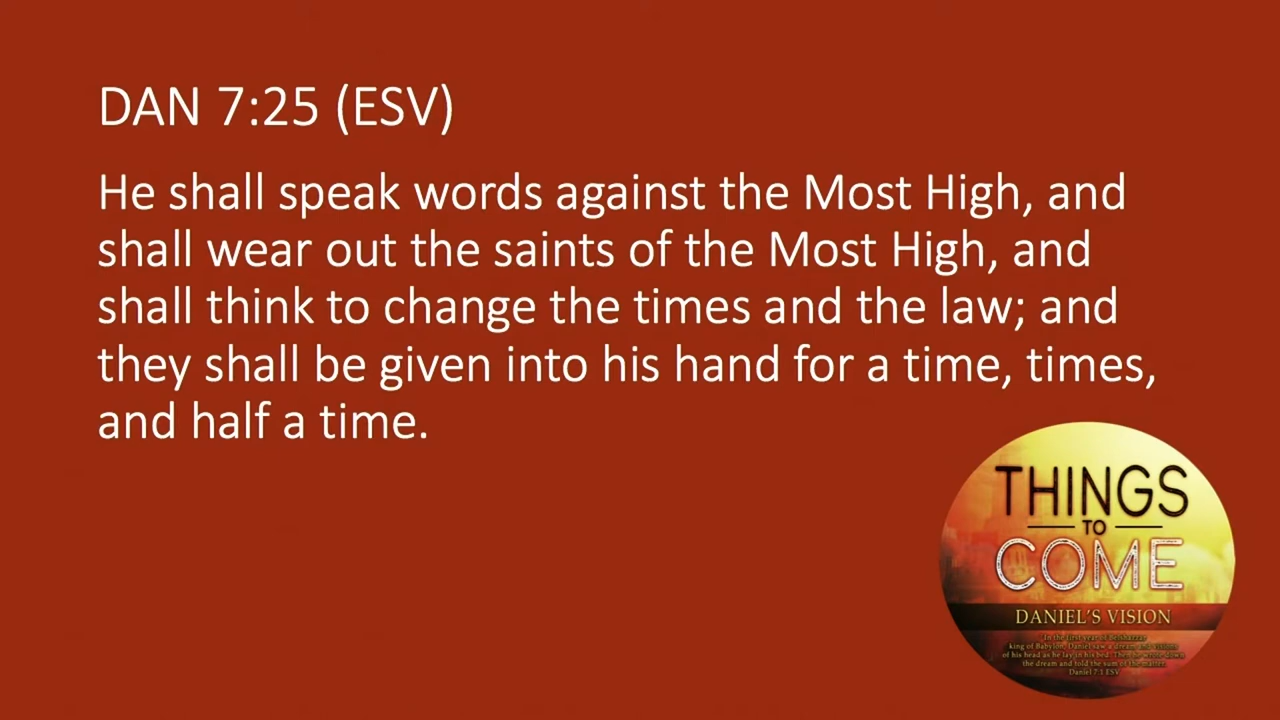 DAN 7:25 (ESV)
He shall speak words against the Most High, and
shall wear out the saints of the Most High, and
shall think to change the times and the law; and
they shall be given into his hand for a time, times,
and half a time.
THINGS
TO
COME
DANIEL'S VISION
In the first year of Belshazzar
king of Babylon, Daniel saw a dream and visions
of his head as he lay in his bed. Then he wrote down
the dream and told the sum of the matter.
Daniel 7:1 ESV